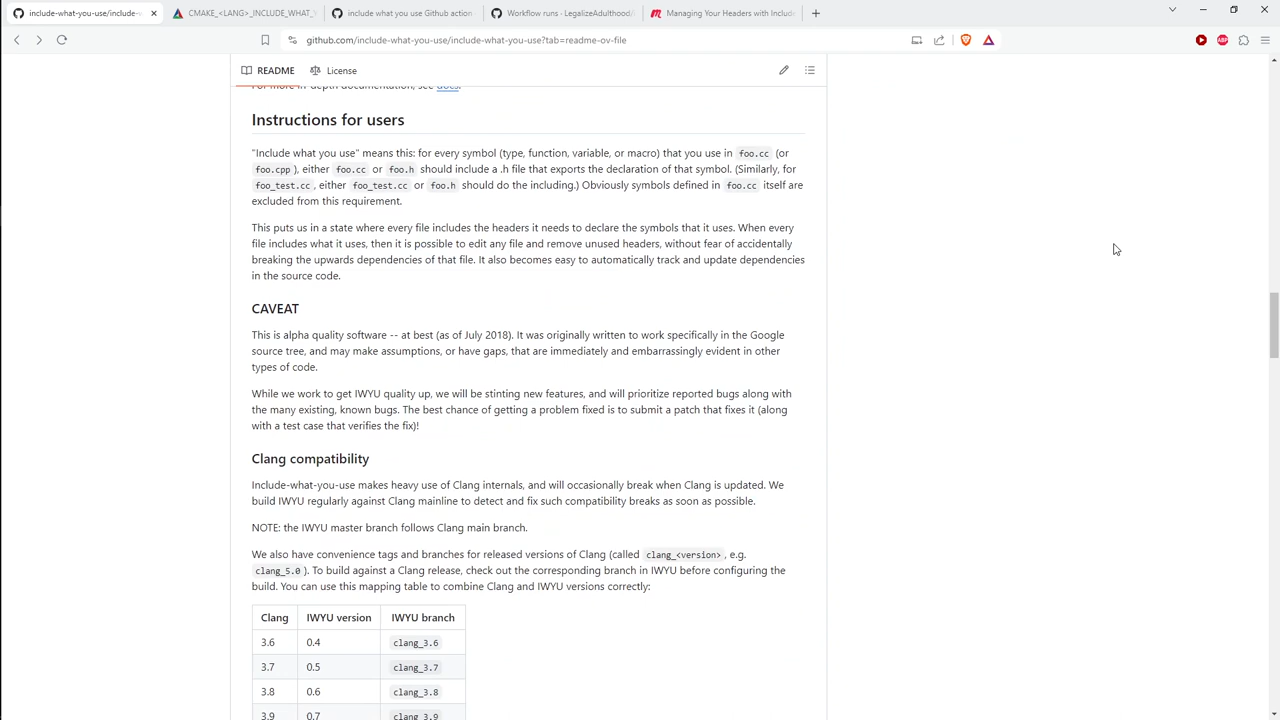 include-what-you-use/include-
CMAKE_<LANG>_INCLUDE_WHAT_
include what you use Github action
Workflow runs - LegalizeAdulthood/
Managing Your Headers with Includ
github.com/include-what-you-use/include-what-you-use?tab=readme-ov-file
ABP
README
License
For more in-depth documentation, see docs.
Instructions for users
"Include what you use" means this: for every symbol (type, function, variable, or macro) that you use in foo.cc (or
foo.cpp), either foo.cc or foo.h should include a .h file that exports the declaration of that symbol. (Similarly, for
foo_test.cc, either foo_test.cc or foo.h should do the including.) Obviously symbols defined in foo.cc itself are
excluded from this requirement.
This puts us in a state where every file includes the headers it needs to declare the symbols that it uses. When every
file includes what it uses, then it is possible to edit any file and remove unused headers, without fear of accidentally
breaking the upwards dependencies of that file. It also becomes easy to automatically track and update dependencies
in the source code.
CAVEAT
This is alpha quality software -- at best (as of July 2018). It was originally written to work specifically in the Google
source tree, and may make assumptions, or have gaps, that are immediately and embarrassingly evident in other
types of code.
While we work to get IWYU quality up, we will be stinting new features, and will prioritize reported bugs along with
the many existing, known bugs. The best chance of getting a problem fixed is to submit a patch that fixes it (along
with a test case that verifies the fix)!
Clang compatibility
Include-what-you-use makes heavy use of Clang internals, and will occasionally break when Clang is updated. We
build IWYU regularly against Clang mainline to detect and fix such compatibility breaks as soon as possible.
NOTE: the IWYU master branch follows Clang main branch.
We also have convenience tags and branches for released versions of Clang (called clang_<version>, e.g.
clang_5.0). To build against a Clang release, check out the corresponding branch in IWYU before configuring the
build. You can use this mapping table to combine Clang and IWYU versions correctly:
Clang IWYU version IWYU branch
3.6 0.4 clang_3.6
3.7 0.5 clang_3.7
3.8 0.6 clang_3.8
3.9 0.7 clang_3.9